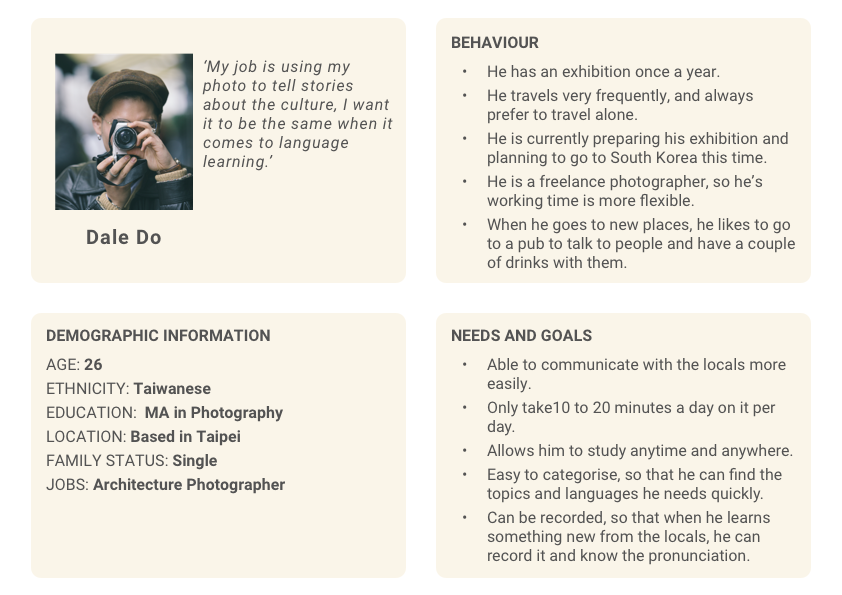 ‘My job is using my
photo to tell stories
about the culture, I want
it to be the same when it
comes to language
learning.’
Dale Do
BEHAVIOUR
• He has an exhibition once a year.
• He travels very frequently, and always
prefer to travel alone.
• He is currently preparing his exhibition and
planning to go to South Korea this time.
• He is a freelance photographer, so he’s
working time is more flexible.
• When he goes to new places, he likes to go
to a pub to talk to people and have a couple
of drinks with them.
DEMOGRAPHIC INFORMATION
AGE: 26
ETHNICITY: Taiwanese
EDUCATION: MA in Photography
LOCATION: Based in Taipei
FAMILY STATUS: Single
JOBS: Architecture Photographer
NEEDS AND GOALS
• Able to communicate with the locals more
easily.
• Only take10 to 20 minutes a day on it per
day.
• Allows him to study anytime and anywhere.
• Easy to categorise, so that he can find the
topics and languages he needs quickly.
• Can be recorded, so that when he learns
something new from the locals, he can
record it and know the pronunciation.